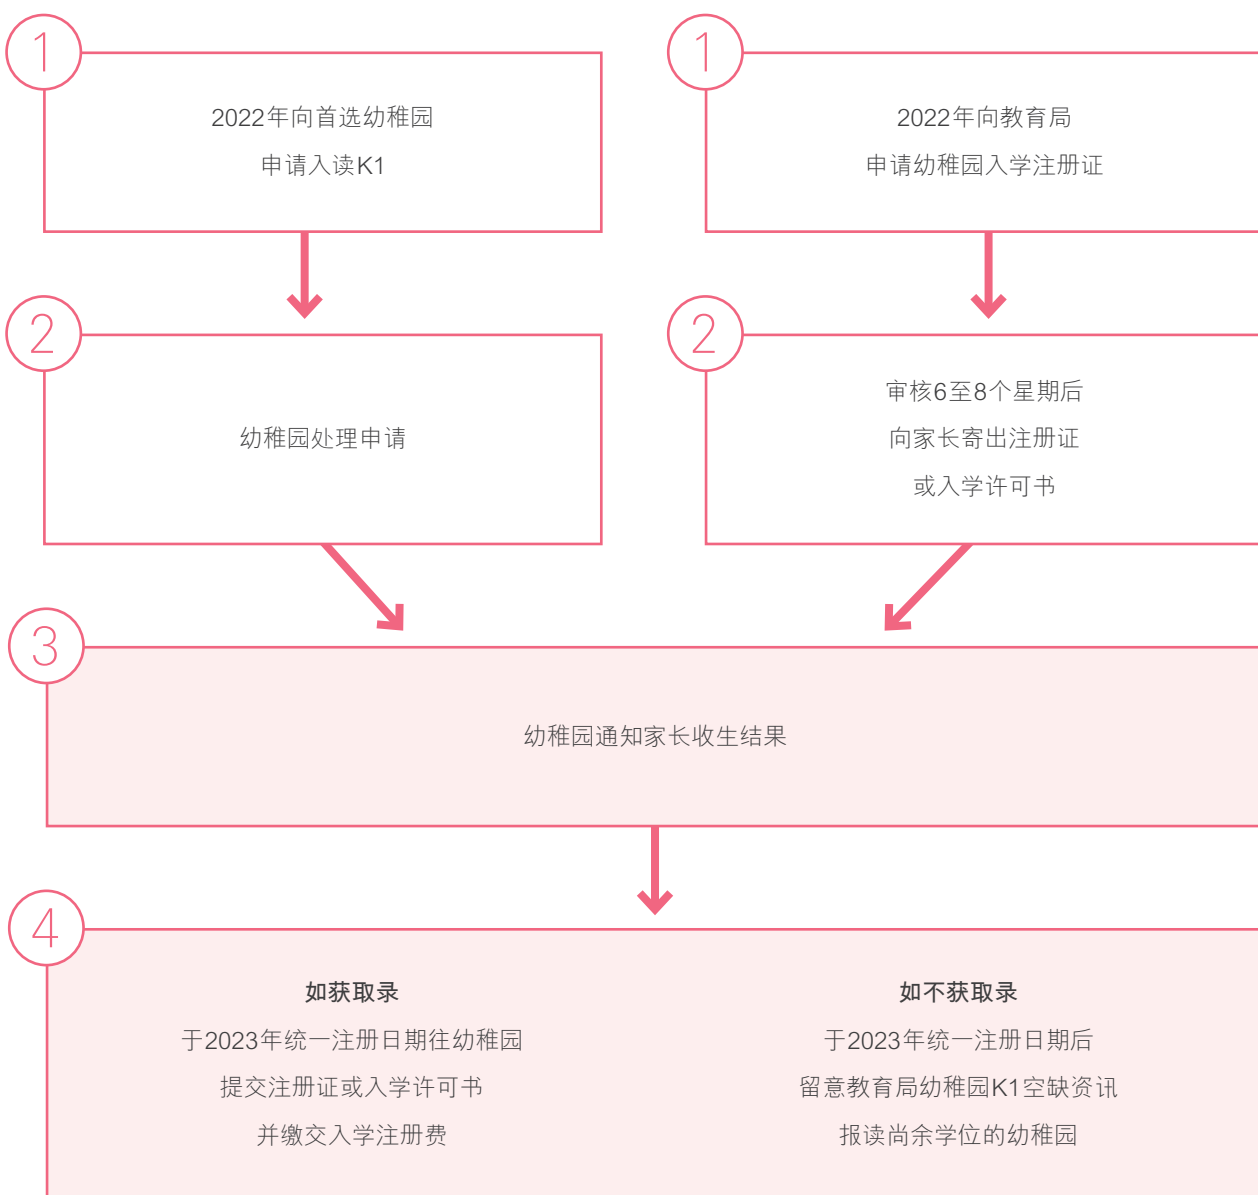 1
2022年向首选幼稚园
申请入读K1
1
2022年向教育局
申请幼稚园入学注册证
2
幼稚园处理申请
2
审核6至8个星期后
向家长寄出注册证
或入学许可书
3
幼稚园通知家长收生结果
4
如获取录
于2023年统一注册日期往幼稚园
提交注册证或入学许可书
并缴交入学注册费
如不获取录
于2023年统一注册日期后
留意教育局幼稚园K1空缺资讯
报读尚余学位的幼稚园